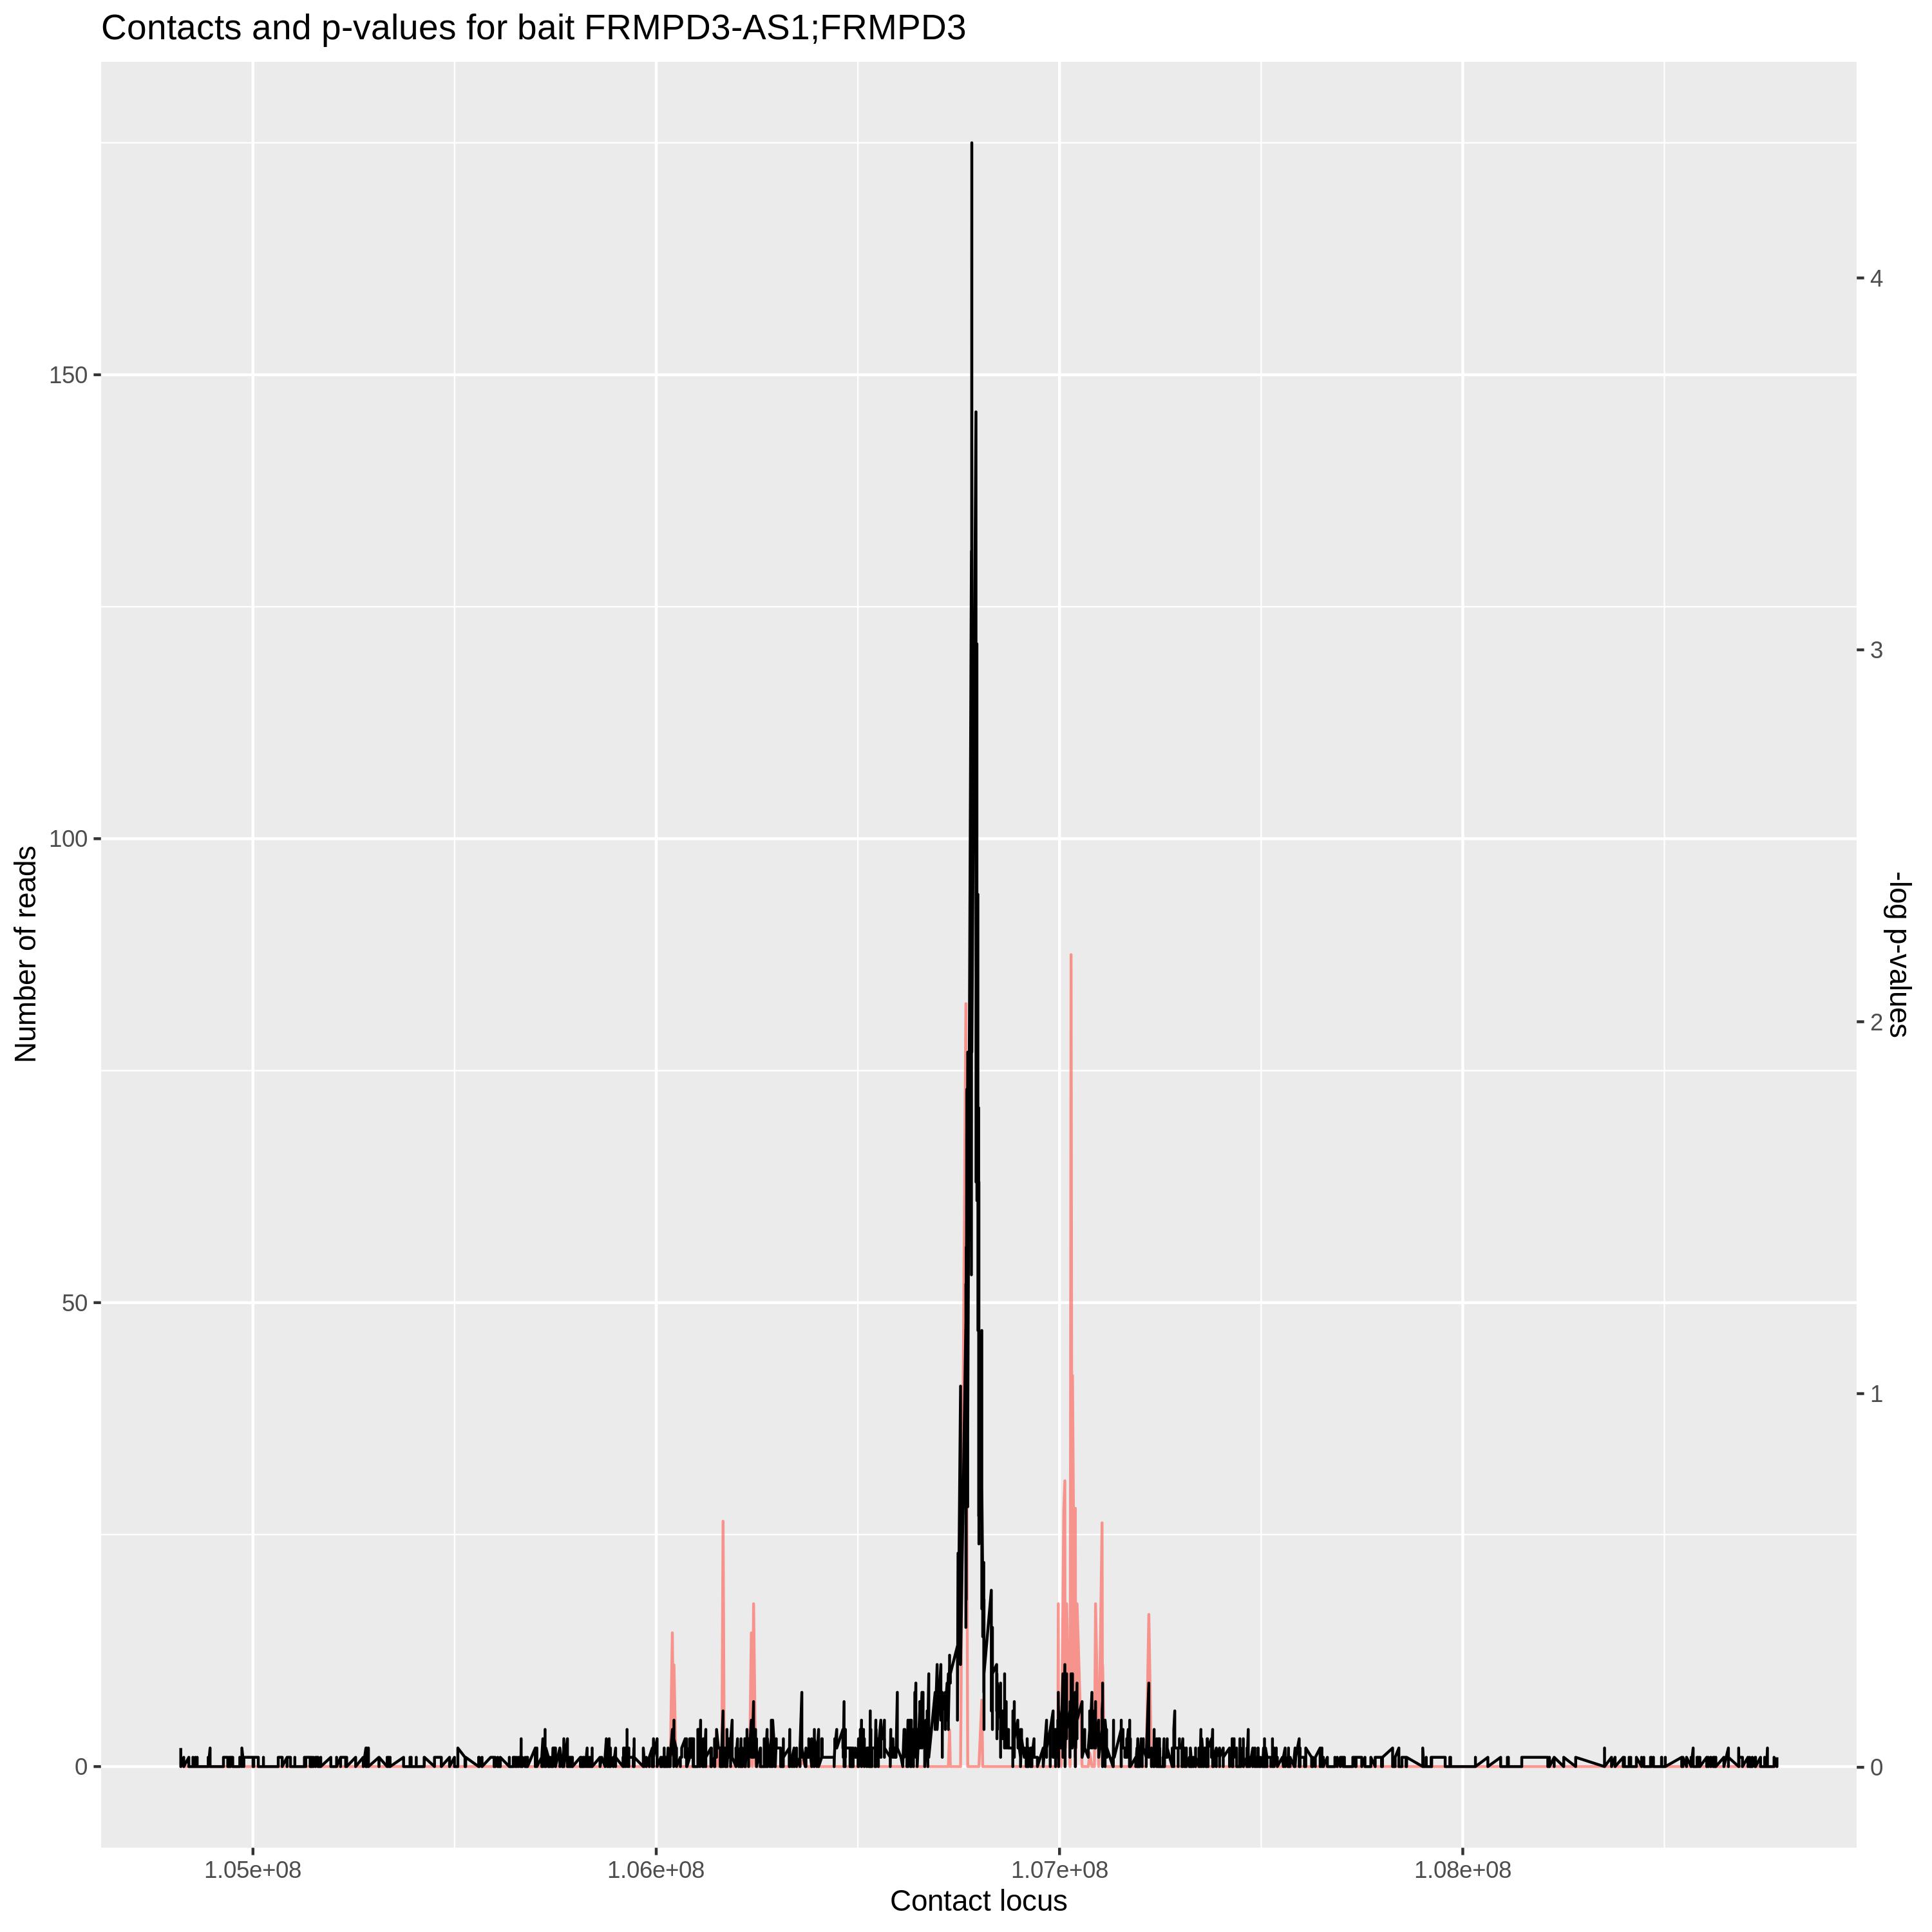 Contacts and p-values for bait FRMPD3-AS1;FRMPD3
Number of reads
150
100
50
0
-log p-values
4
3
2
1
0
1.05e+08
1.06e+08
1.07e+08
1.08e+08
Contact locus